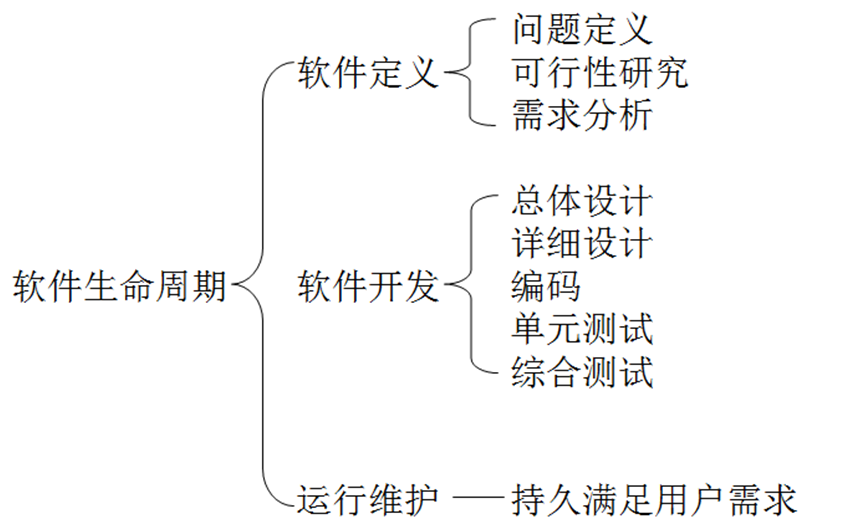 软件生命周期
软件定义
问题定义
可行性研究
需求分析
软件开发
总体设计
详细设计
编码
单元测试
综合测试
运行维护
持久满足用户需求